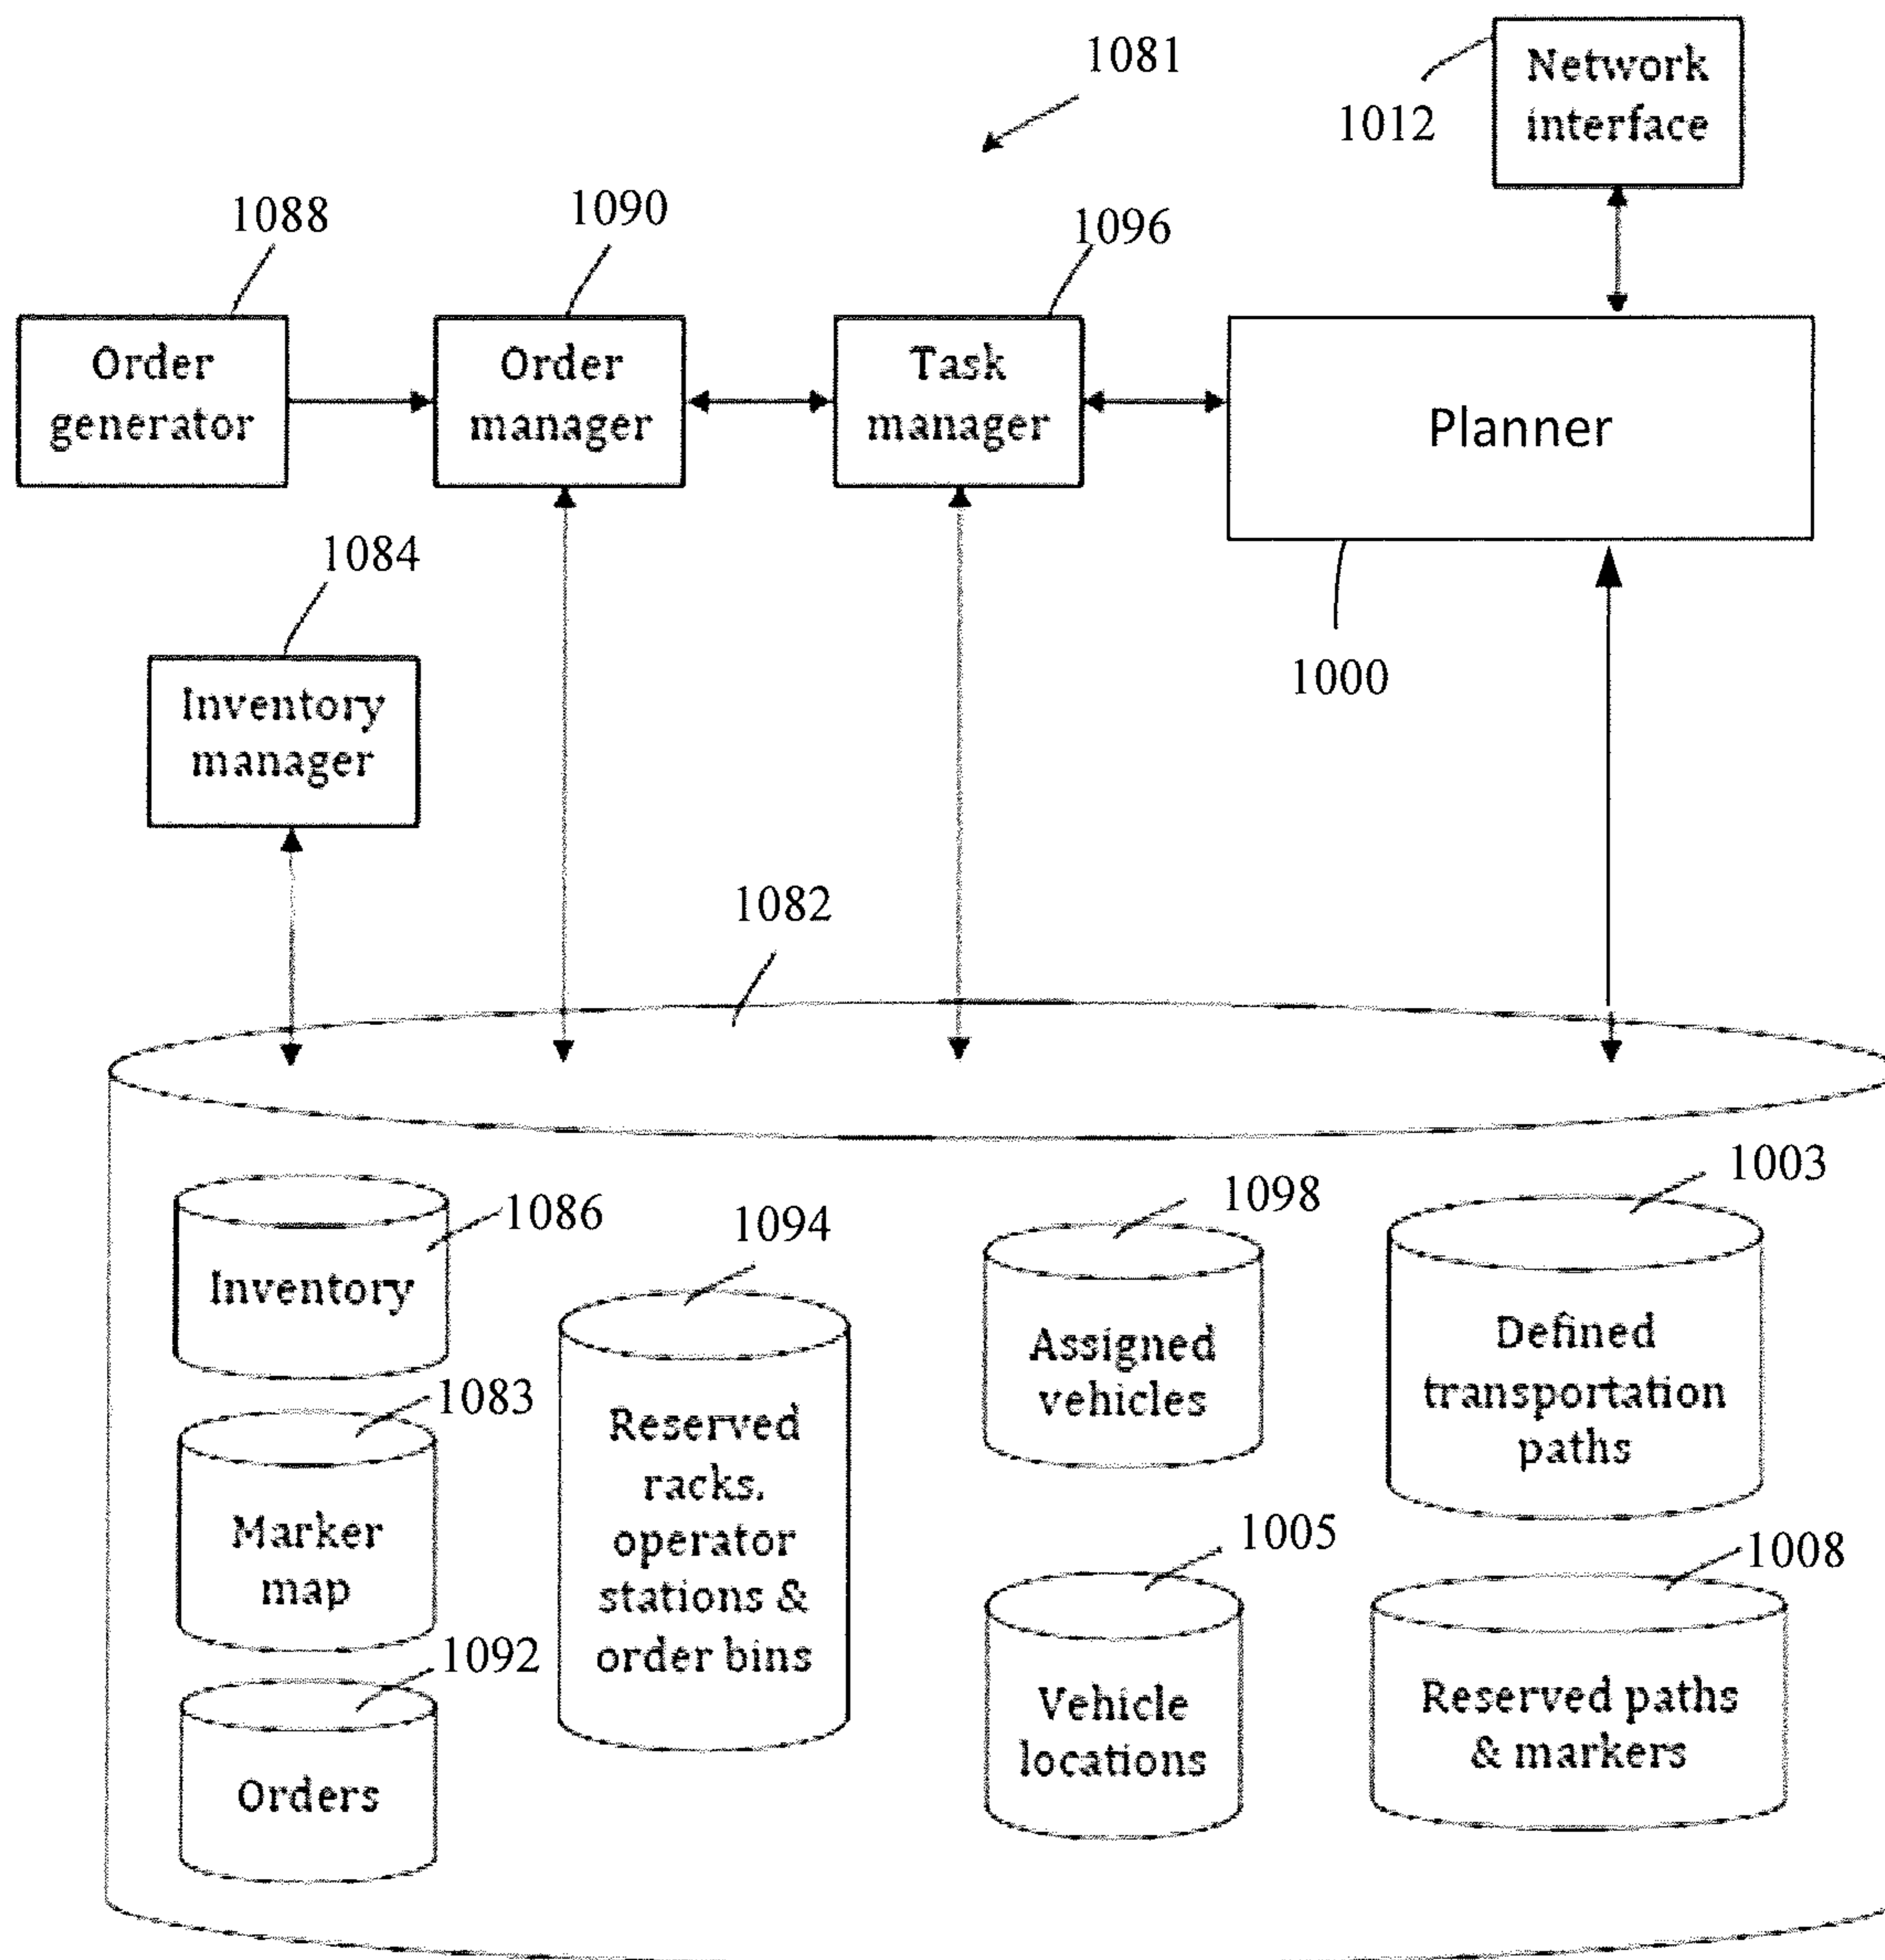 1081
Network
interface
1012
1088
1090
1096
Order
generator
Order
manager
Task
manager
Planner
1084
1000
Inventory
manager
1082
1086
Inventory
1094
1098
1003
Reserved
racks,
operator
stations &
order bins
Assigned
vehicles
Defined
transportation
paths
1083
Marker
map
1005
1008
Vehicle
locations
Reserved paths
& markers
1092
Orders